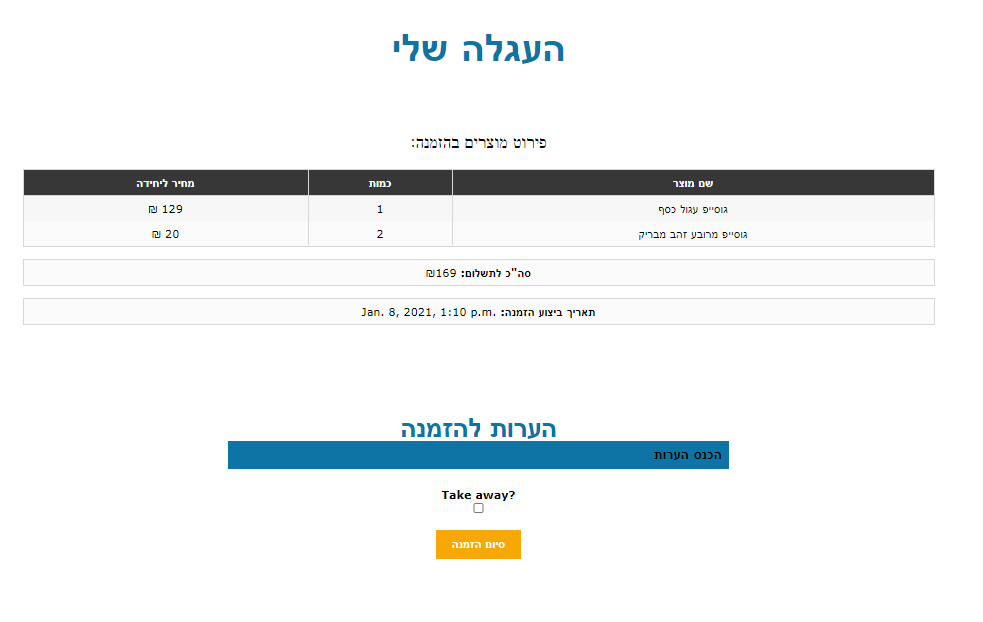 העגלה שלי
פירוט מוצרים בהזמנה:
שם מוצר כמות מחיר ליחידה
גוסייפ עגול כסף 1 129 ₪
גוסייפ מרובע זהב מבריק 2 20 ₪
סה"כ לתשלום: 169₪
תאריך ביצוע הזמנה: Jan. 8, 2021, 1:10 p.m.
הערות להזמנה
הכנס הערות
Take away?
סיום הזמנה